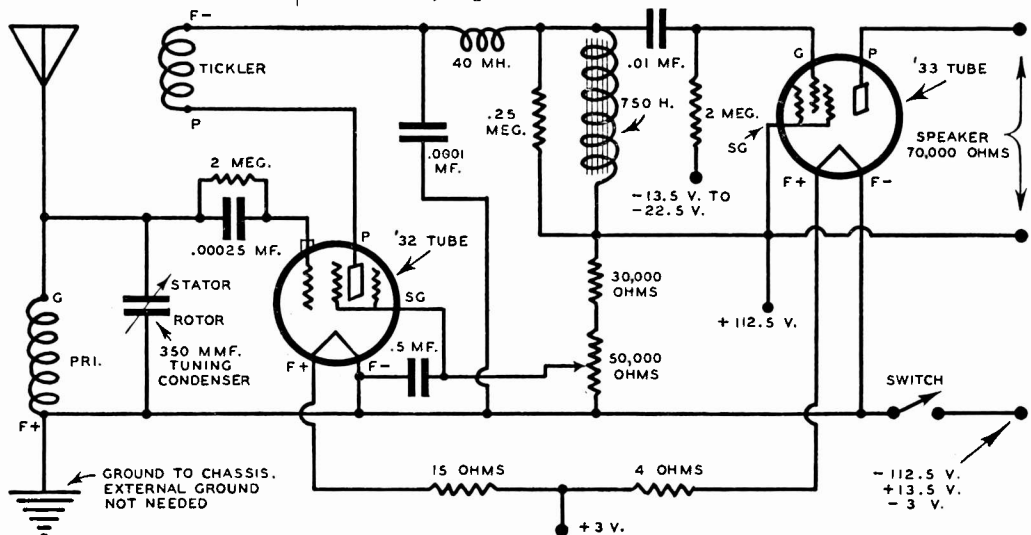 F-
TICKLER
P
40 MH.
.01 MF.
G
P
'33 TUBE
.25
MEG.
750 H.
2 MEG.
SG
SPEAKER
70,000 OHMS
.0001
MF.
F+
F-
-13.5 V. TO
-22.5 V.
2 MEG.
.00025 MF.
P
'32 TUBE
SG
G
STATOR
ROTOR
350 MMF.
TUNING
CONDENSER
PRI.
F+
30,000
OHMS
+112.5 V.
.5 MF.
F+
F-
50,000
OHMS
SWITCH
GROUND TO CHASSIS.
EXTERNAL GROUND
NOT NEEDED
15 OHMS
4 OHMS
+3 V.
-112.5 V.
+13.5 V.
-3 V.